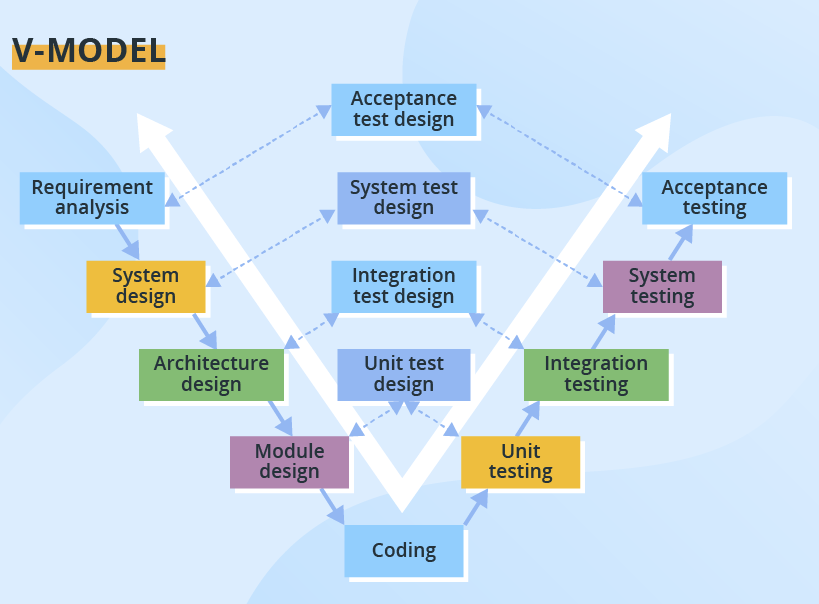 V-MODEL
Acceptance
test design
Requirement
analysis
System test
design
Acceptance
testing
System
design
Integration
test design
System
testing
Architecture
design
Unit test
design
Integration
testing
Module
design
Unit
testing
Coding